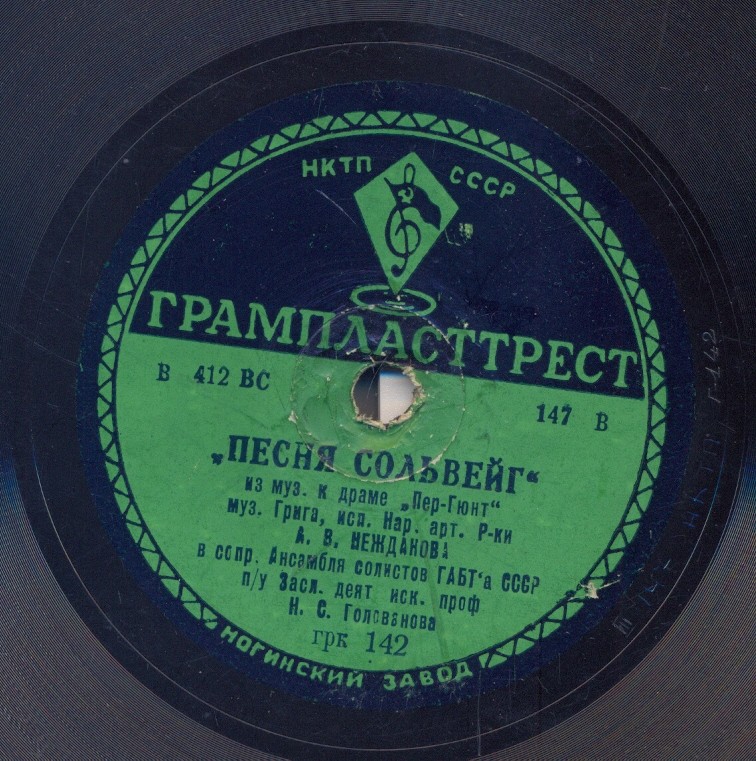 НКТП СССР
ГРАМПЛАСТТРЕСТ
В 412 ВС
147 В
„ПЕСНЯ СОЛЬВЕЙГ“
из муз. к драме „Пер-Гюнт“
муз. Грига, исп. Нар. арт. Р-ки
А. В. НЕЖДАНОВА
в сопр. Ансамбля солистов ГАБТ‘а СССР
п/у Засл. деят. иск. проф
Н. С. Голованова
грк 142
НОГИНСКИЙ ЗАВОД